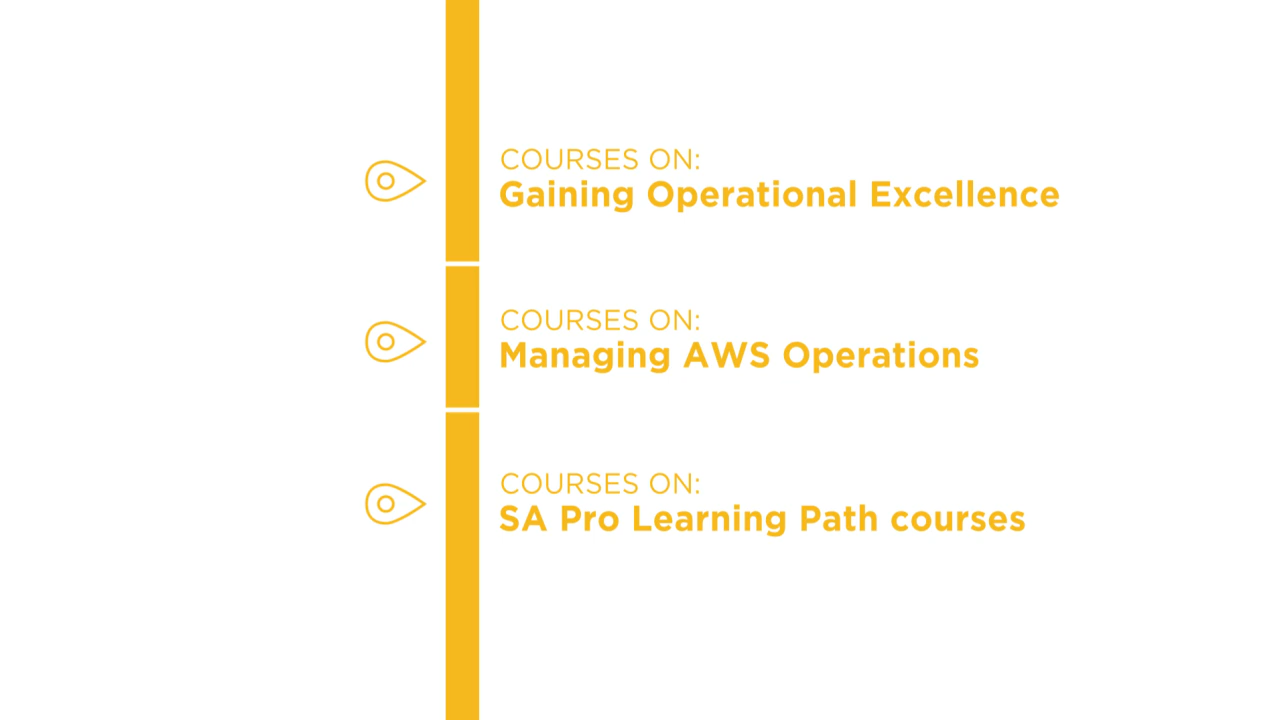 COURSES ON:
Gaining Operational Excellence
COURSES ON:
Managing AWS Operations
COURSES ON:
SA Pro Learning Path courses